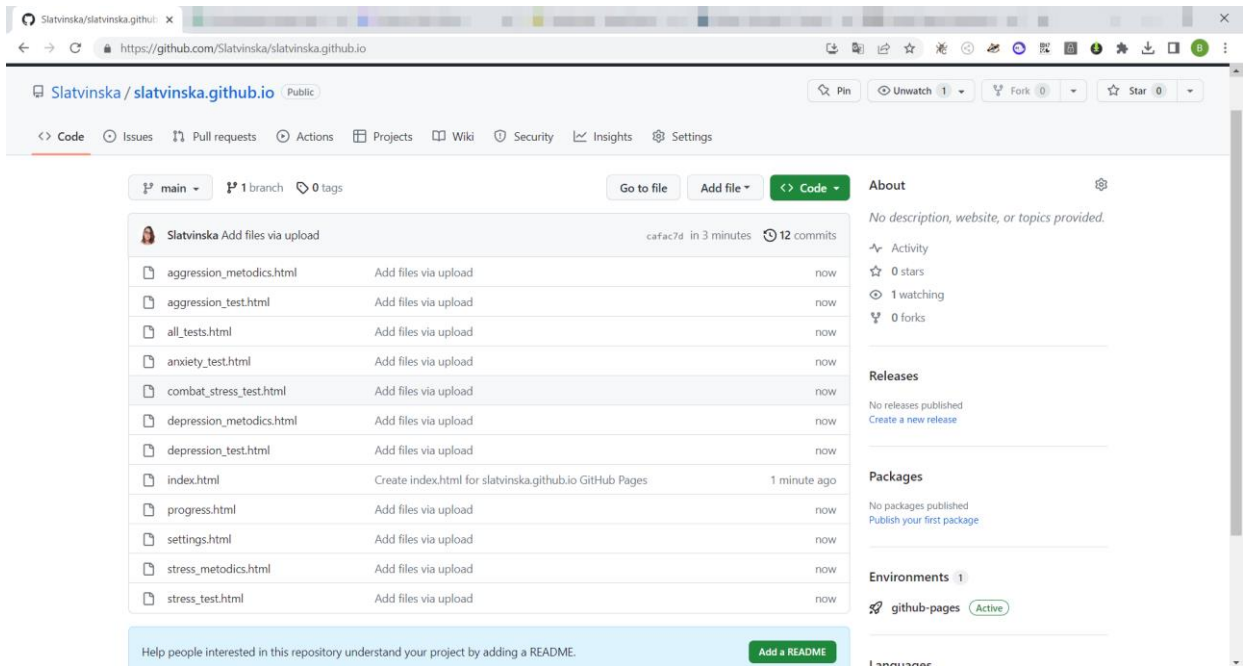 Slatvinska/slatvinska.github
https://github.com/Slatvinska/slatvinska.github.io
B
Slatvinska / slatvinska.github.io Public
Pin Unwatch 1 Fork 0 Star 0
<> Code Issues Pull requests Actions Projects Wiki Security Insights Settings
main 1 branch 0 tags Go to file Add file <> Code
Slatvinska Add files via upload cafac7d in 3 minutes 12 commits
aggression_metodics.html Add files via upload now
aggression_test.html Add files via upload now
all_tests.html Add files via upload now
anxiety_test.html Add files via upload now
combat_stress_test.html Add files via upload now
depression_metodics.html Add files via upload now
depression_test.html Add files via upload now
index.html Create index.html for slatvinska.github.io GitHub Pages 1 minute ago
progress.html Add files via upload now
settings.html Add files via upload now
stress_metodics.html Add files via upload now
stress_test.html Add files via upload now
Help people interested in this repository understand your project by adding a README. Add a README
About
No description, website, or topics provided.
Activity
0 stars
1 watching
0 forks
Releases
No releases published
Create a new release
Packages
No packages published
Publish your first package
Environments 1
github-pages Active
Languages